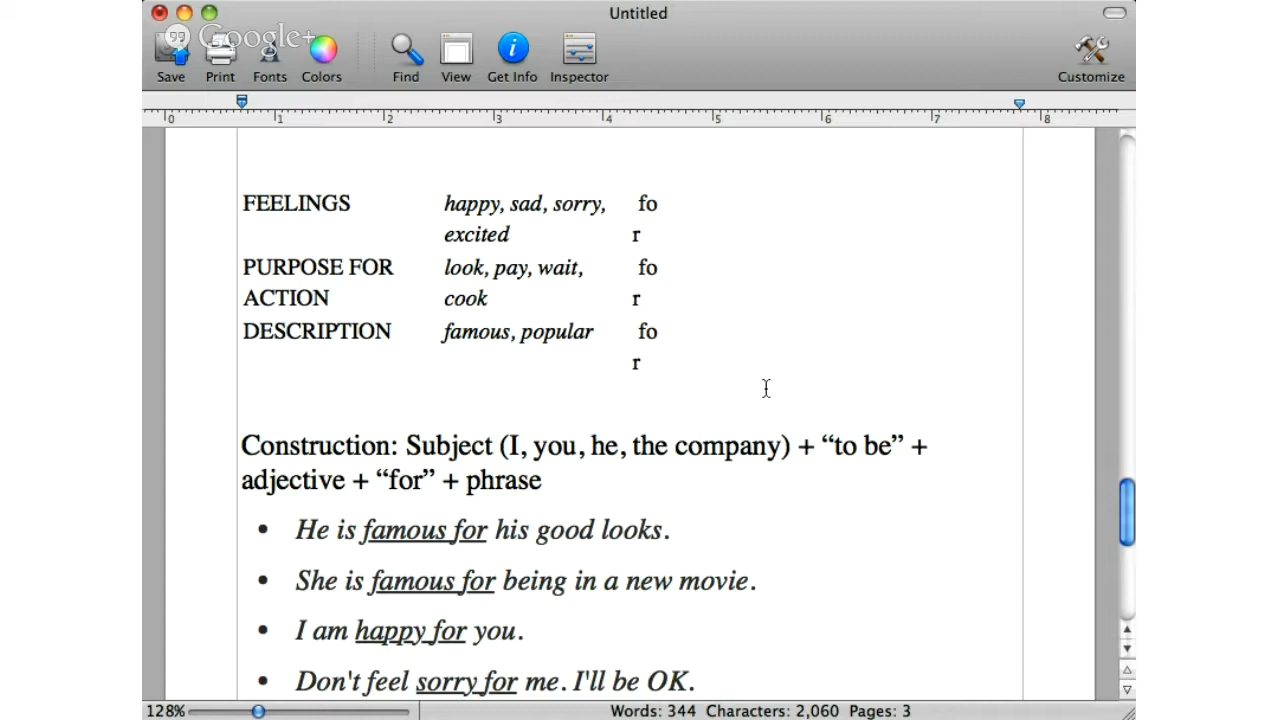 Untitled
Google+
Save Print Fonts Colors Find View Get Info Inspector Customize
0 1 2 3 4 5 6 7 8
FEELINGS happy, sad, sorry, fo
excited r
PURPOSE FOR look, pay, wait, fo
ACTION cook r
DESCRIPTION famous, popular fo
r
Construction: Subject (I, you, he, the company) + “to be” +
adjective + “for” + phrase
• He is famous for his good looks.
• She is famous for being in a new movie.
• I am happy for you.
• Don't feel sorry for me. I'll be OK.
128% Words: 344 Characters: 2,060 Pages: 3